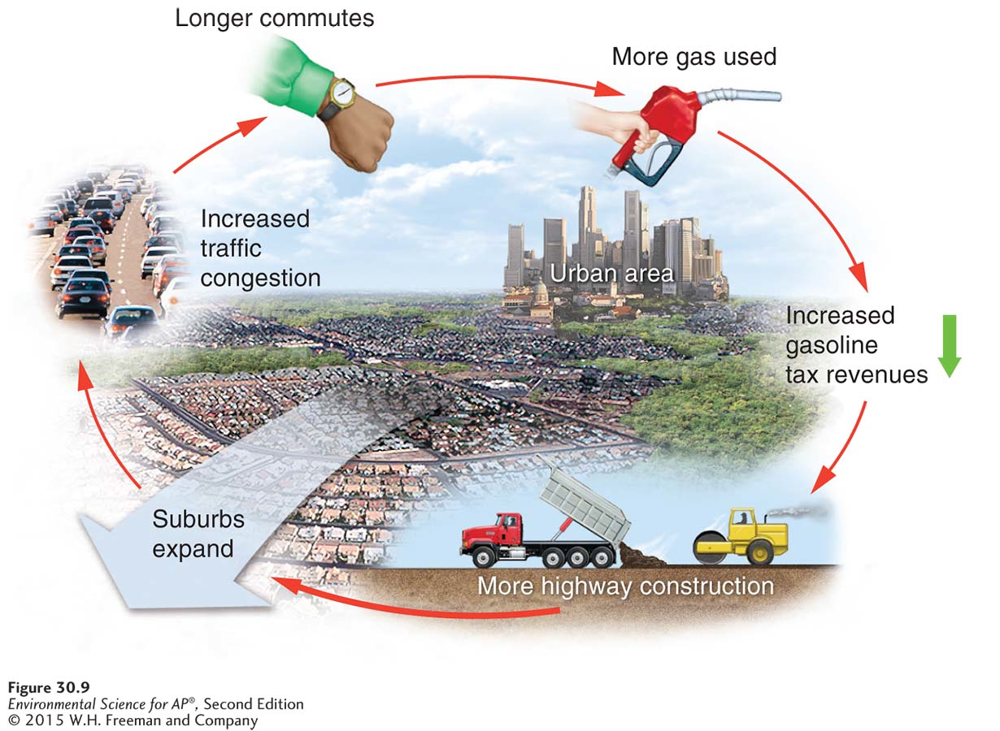 Longer commutes
More gas used
Increased
traffic
congestion
Urban area
Increased
gasoline
tax revenues
Suburbs
expand
More highway construction
Figure 30.9
Environmental Science for AP®, Second Edition
© 2015 W.H. Freeman and Company